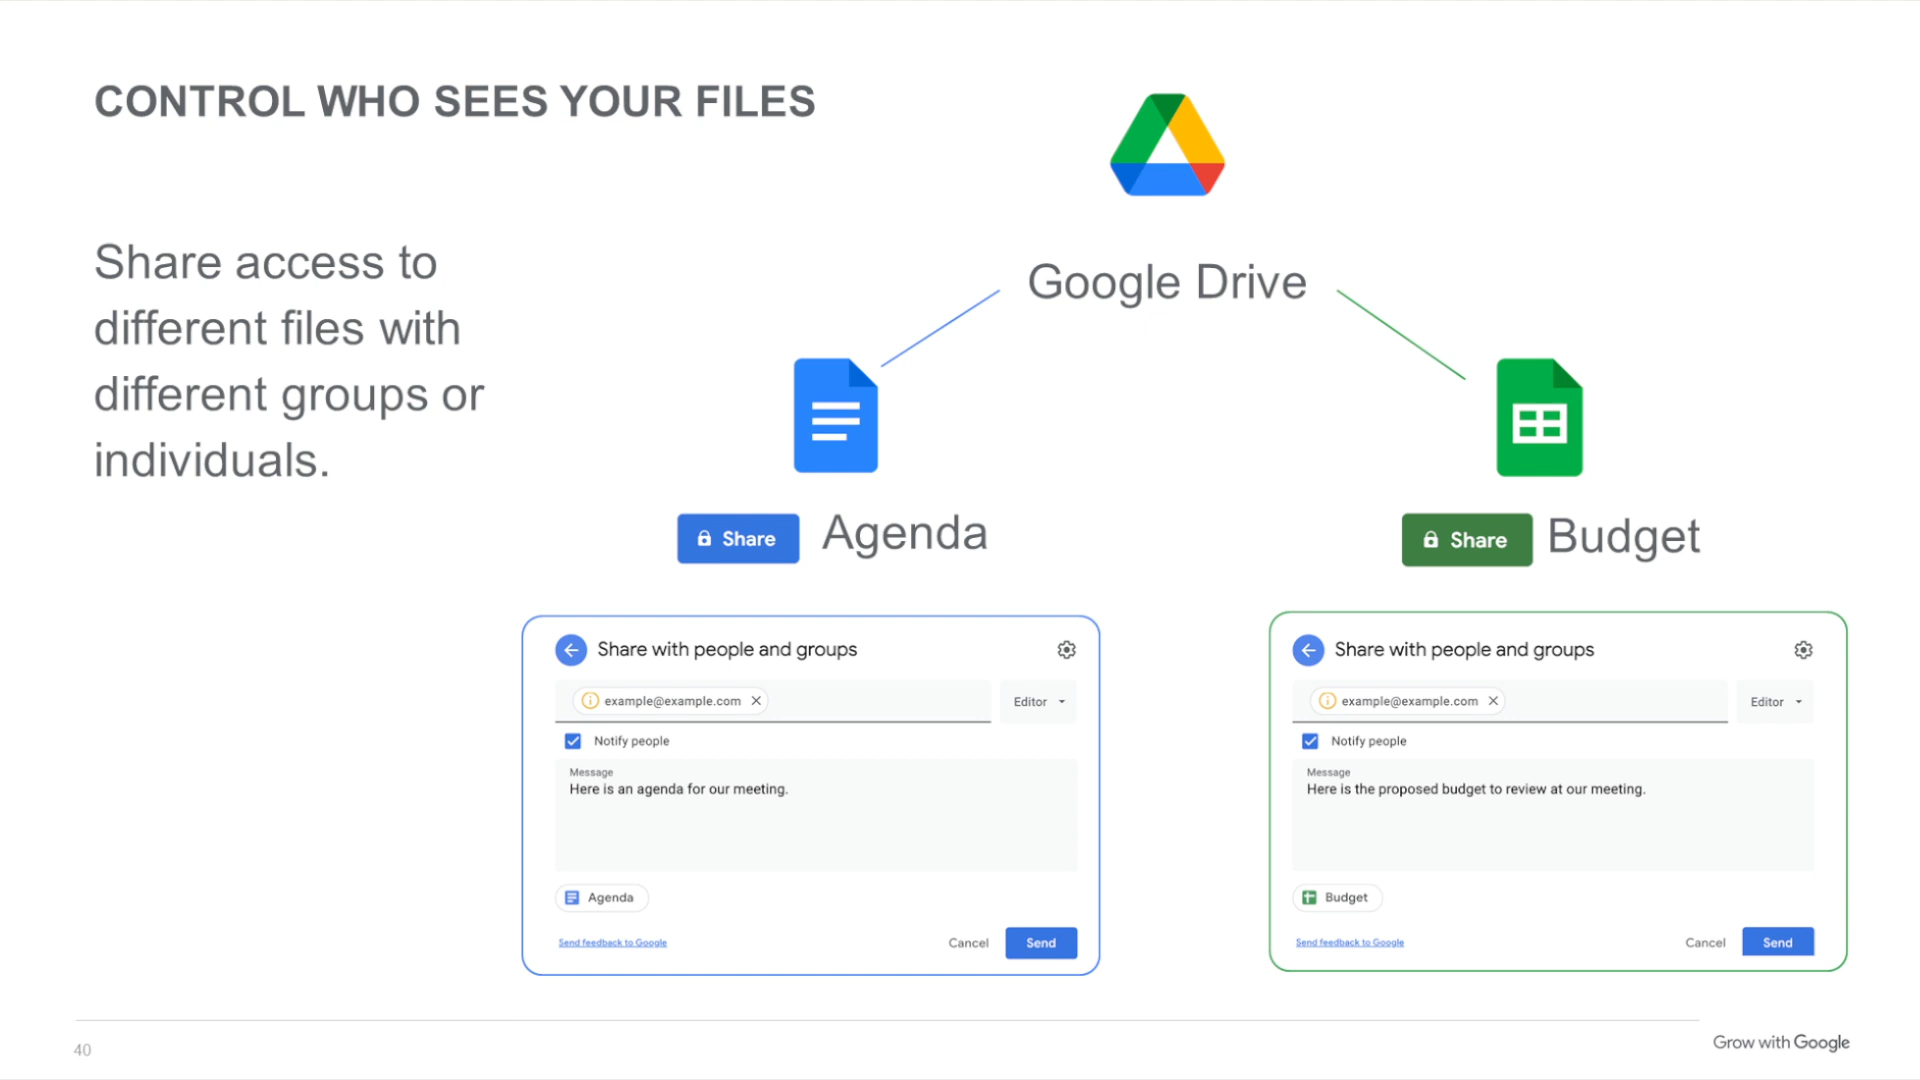 CONTROL WHO SEES YOUR FILES
Share access to
different files with
different groups or
individuals.
Google Drive
Share Agenda
Share Budget
Share with people and groups
example@example.com Editor
Notify people
Message
Here is an agenda for our meeting.
Agenda
Send feedback to Google Cancel Send
Share with people and groups
example@example.com Editor
Notify people
Message
Here is the proposed budget to review at our meeting.
Budget
Send feedback to Google Cancel Send
40
Grow with Google